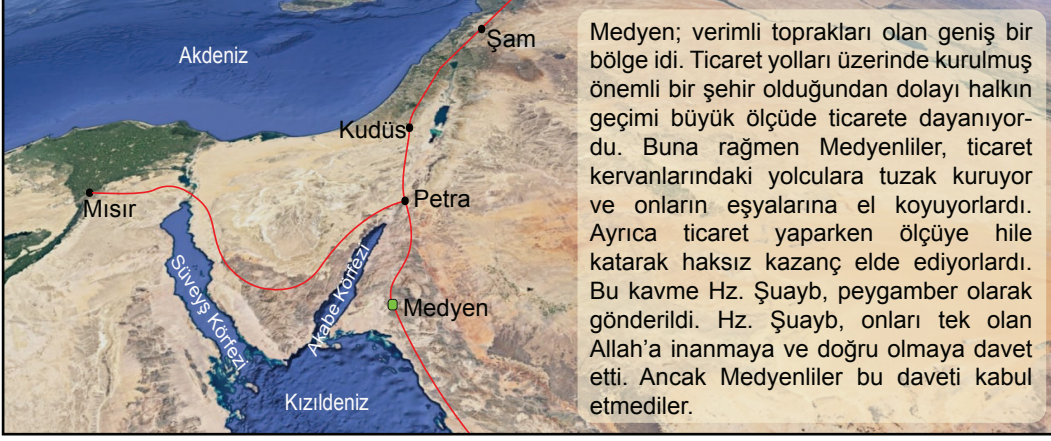 Akdeniz
Şam
Kudüs
Mısır
Petra
Süveyş Körfezi
Akabe Körfezi
Medyen
Kızıldeniz
Medyen; verimli toprakları olan geniş bir
bölge idi. Ticaret yolları üzerinde kurulmuş
önemli bir şehir olduğundan dolayı halkın
geçimi büyük ölçüde ticarete dayanıyor-
du. Buna rağmen Medyenliler, ticaret
kervanlarındaki yolculara tuzak kuruyor
ve onların eşyalarına el koyuyorlardı.
Ayrıca ticaret yaparken ölçüye hile
katarak haksız kazanç elde ediyorlardı.
Bu kavme Hz. Şuayb, peygamber olarak
gönderildi. Hz. Şuayb, onları tek olan
Allah’a inanmaya ve doğru olmaya davet
etti. Ancak Medyenliler bu daveti kabul
etmediler.